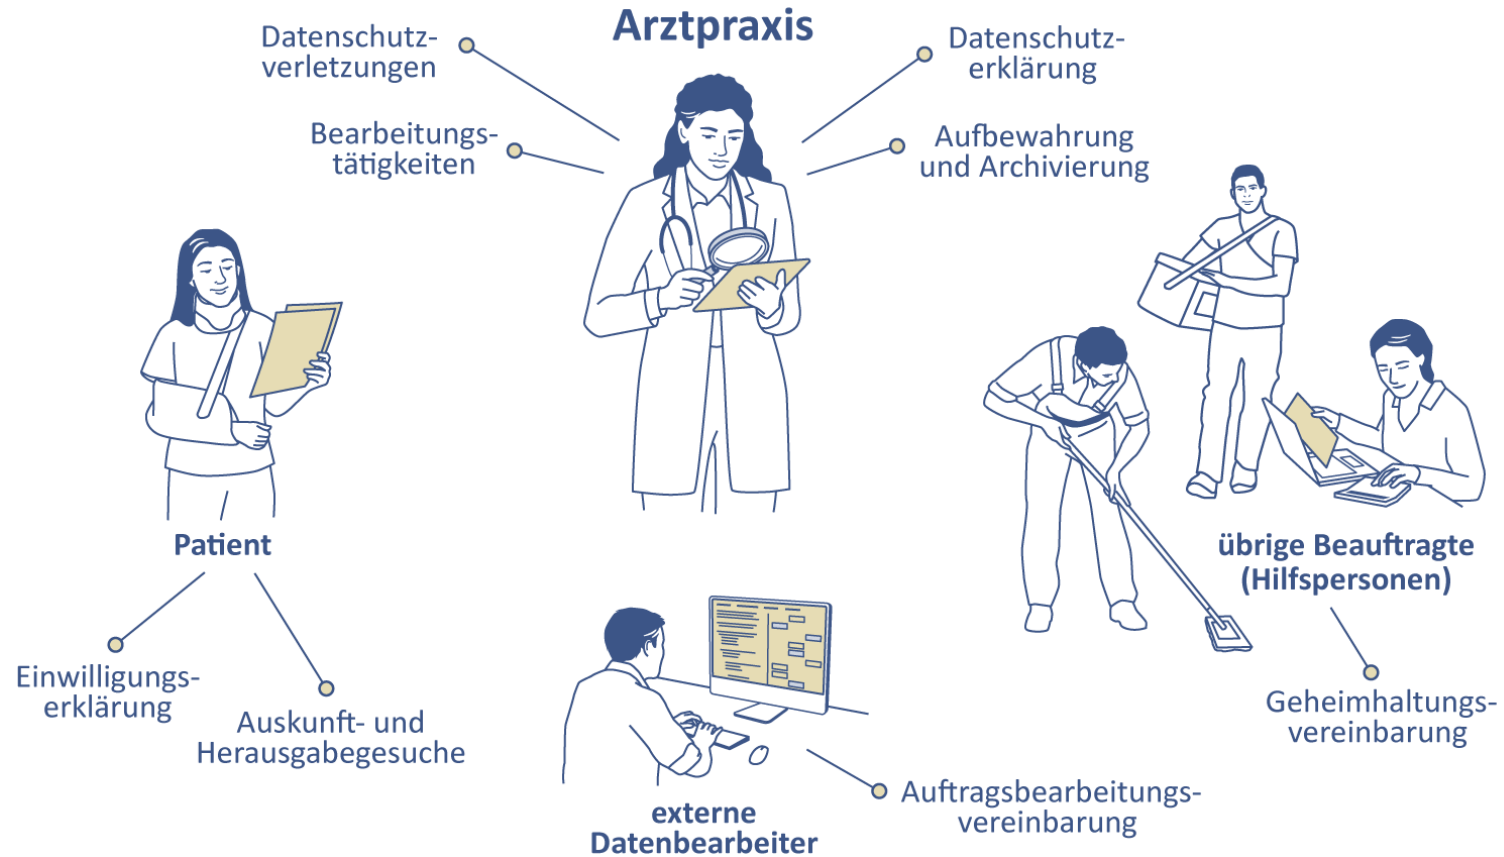 Arztpraxis
Datenschutz-
verletzungen
Bearbeitungs-
tätigkeiten
Datenschutz-
erklärung
Aufbewahrung
und Archivierung
Patient
Einwilligungs-
erklärung
Auskunft- und
Herausgabegesuche
externe
Datenbearbeiter
Auftragsbearbeitungs-
vereinbarung
übrige Beauftragte
(Hilfspersonen)
Geheimhaltungs-
vereinbarung